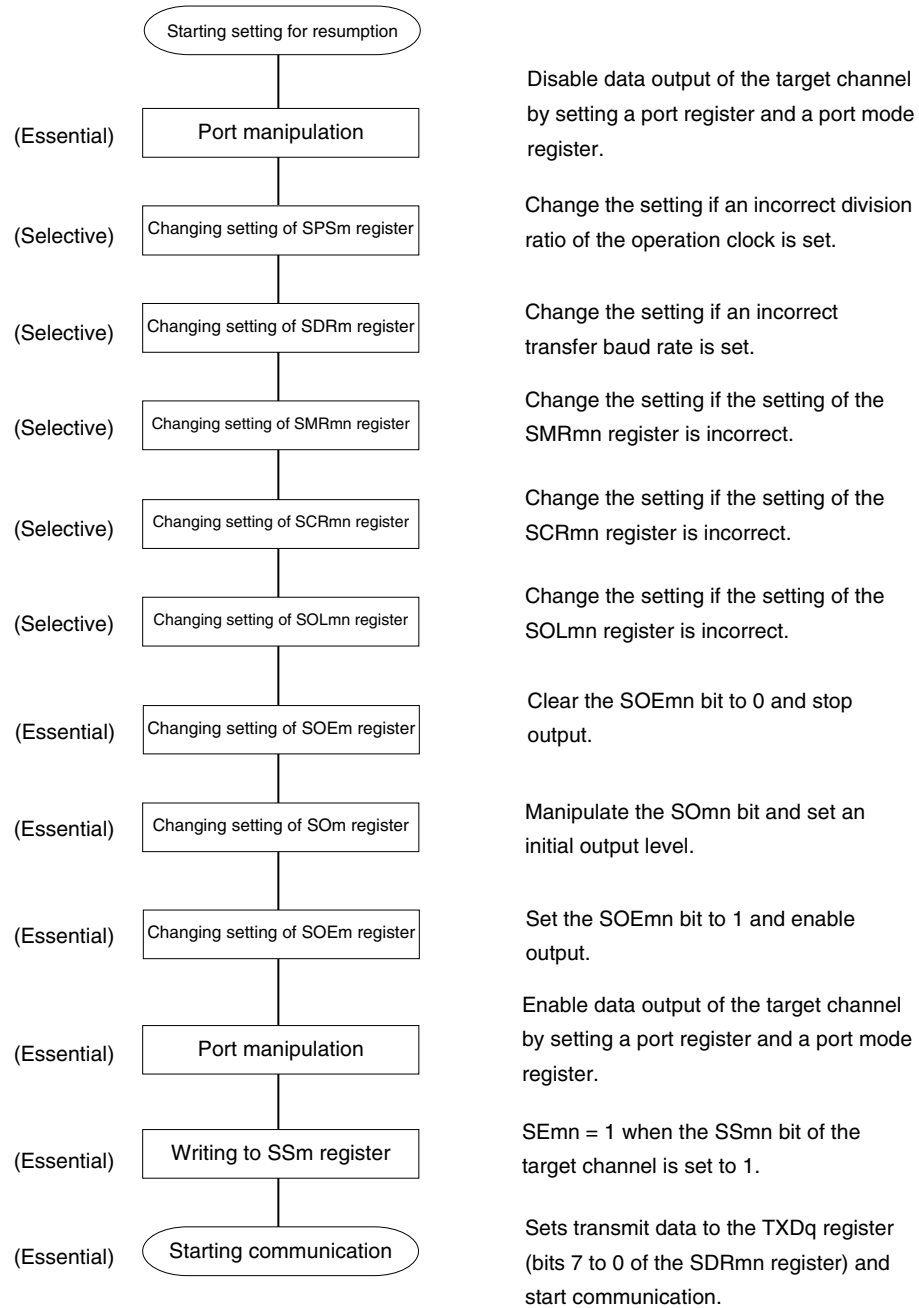 Starting setting for resumption
(Essential)
Port manipulation
Disable data output of the target channel
by setting a port register and a port mode
register.
(Selective)
Changing setting of SPSm register
Change the setting if an incorrect division
ratio of the operation clock is set.
(Selective)
Changing setting of SDRm register
Change the setting if an incorrect
transfer baud rate is set.
(Selective)
Changing setting of SMRmn register
Change the setting if the setting of the
SMRmn register is incorrect.
(Selective)
Changing setting of SCRmn register
Change the setting if the setting of the
SCRmn register is incorrect.
(Selective)
Changing setting of SOLmn register
Change the setting if the setting of the
SOLmn register is incorrect.
(Essential)
Changing setting of SOEm register
Clear the SOEmn bit to 0 and stop
output.
(Essential)
Changing setting of SOm register
Manipulate the SOmn bit and set an
initial output level.
(Essential)
Changing setting of SOEm register
Set the SOEmn bit to 1 and enable
output.
(Essential)
Port manipulation
Enable data output of the target channel
by setting a port register and a port mode
register.
(Essential)
Writing to SSm register
SEmn = 1 when the SSmn bit of the
target channel is set to 1.
(Essential)
Starting communication
Sets transmit data to the TXDq register
(bits 7 to 0 of the SDRmn register) and
start communication.